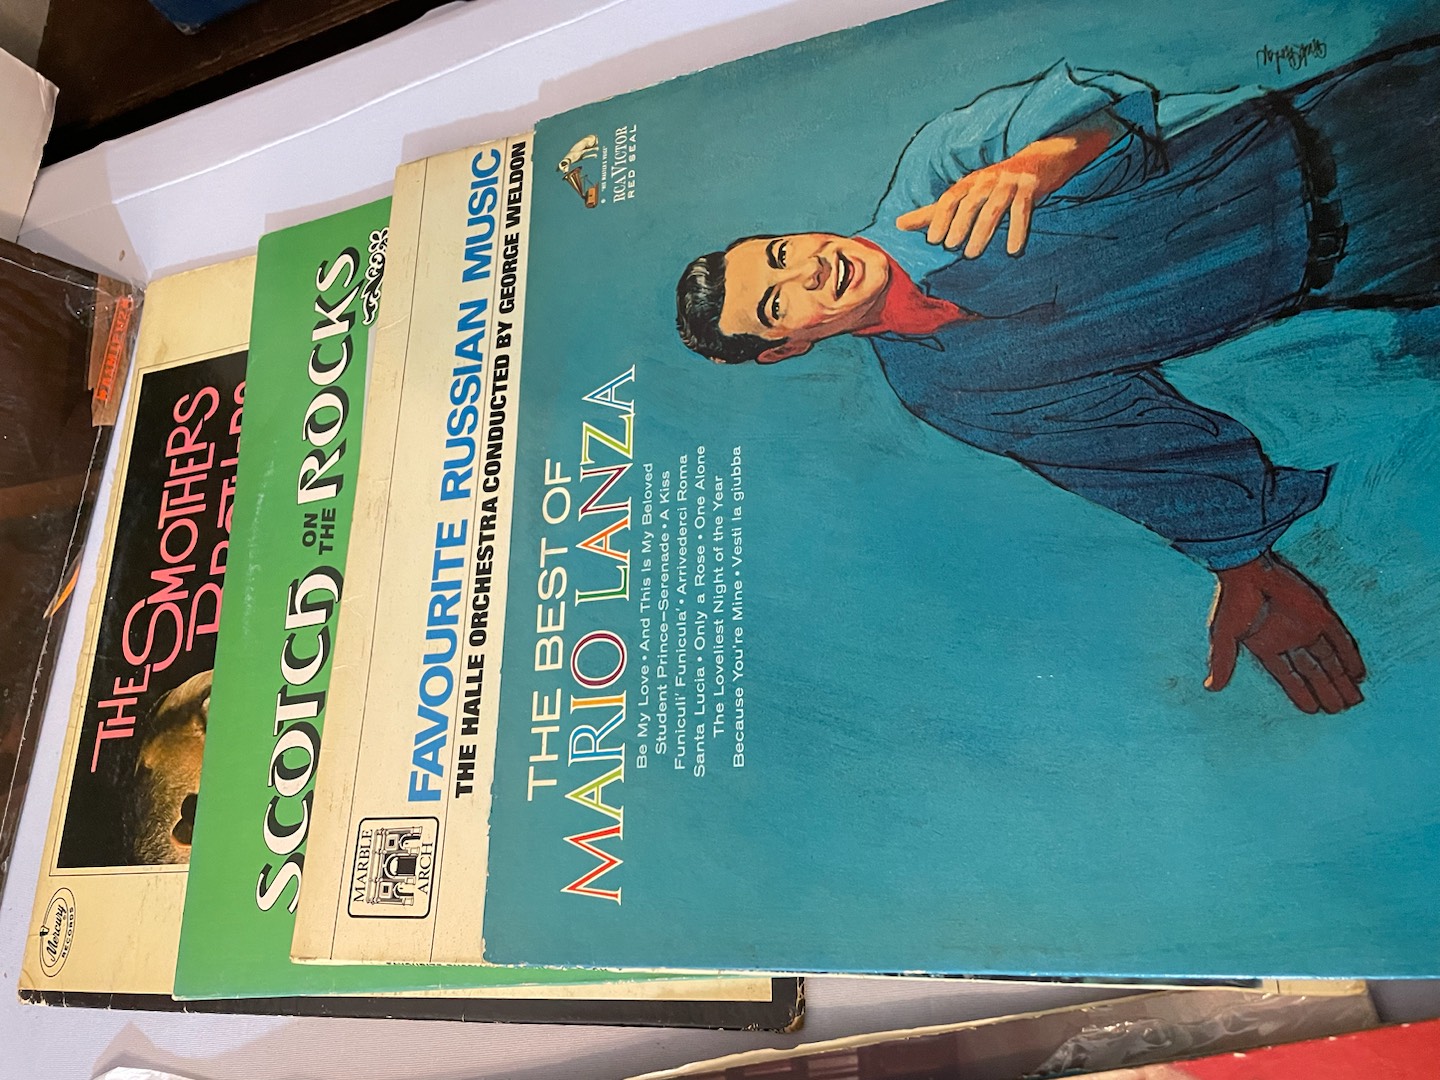 THE SMOTHERS
Mercury
RECORDS
SCOTCH ON THE ROCKS
FAVOURITE RUSSIAN MUSIC
THE HALLE ORCHESTRA CONDUCTED BY GEORGE WELDON
MARBLE
ARCH
"HIS MASTER'S VOICE"
RCA VICTOR
RED SEAL
THE BEST OF
MARIO LANZA
Be My Love • And This Is My Beloved
Student Prince—Serenade • A Kiss
Funiculi' Funicula' • Arrivederci Roma
Santa Lucia • Only a Rose • One Alone
The Loveliest Night of the Year
Because You're Mine • Vesti la giubba